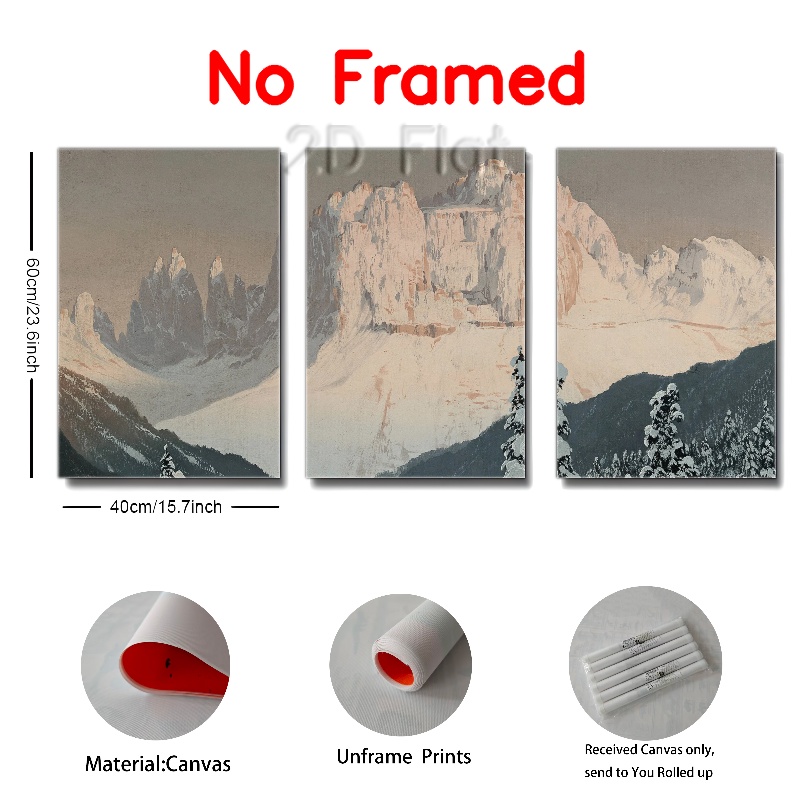 No Framed
2D Flat
60cm/23.6inch
40cm/15.7inch
Material:Canvas
Unframe Prints
Received Canvas only,
send to You Rolled up